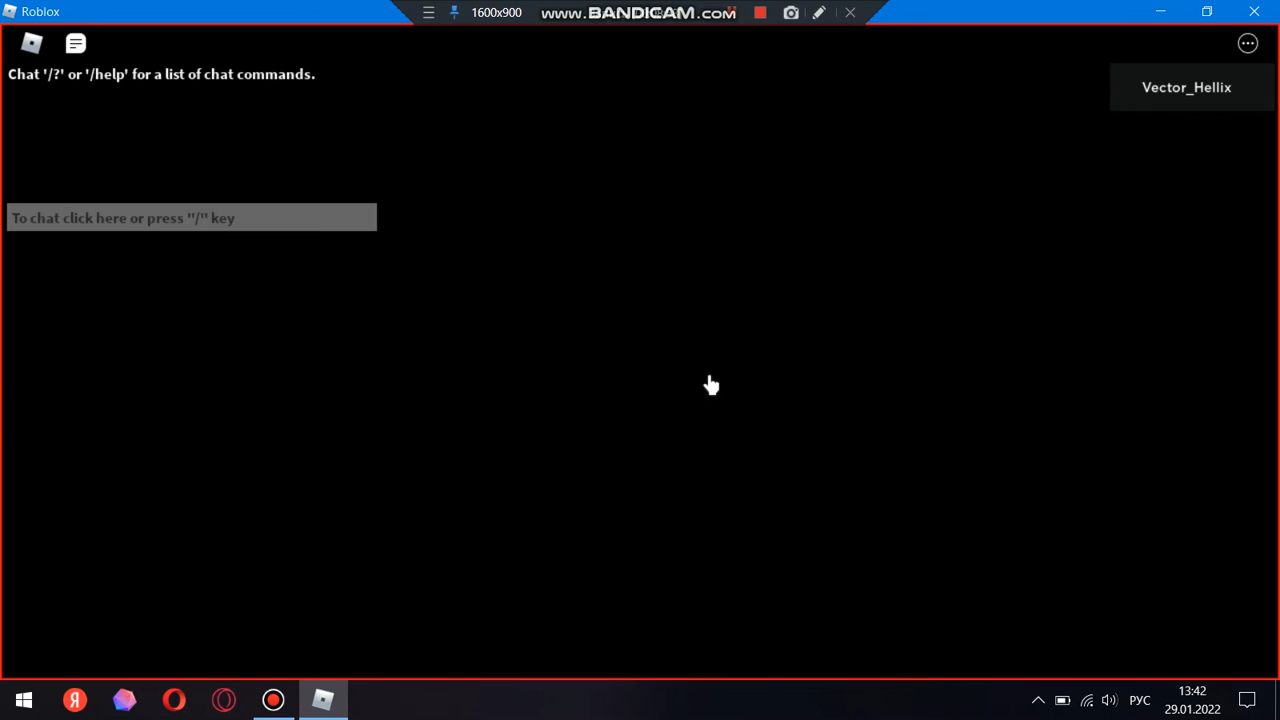 Roblox
1600x900
www.BANDICAM.com
Chat '/?' or '/help' for a list of chat commands.
Vector_Hellix
To chat click here or press "/" key
Я
РУС
13:42
29.01.2022